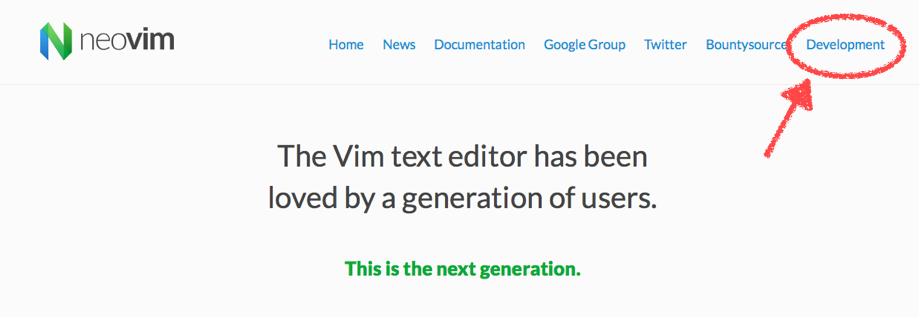 neovim
Home News Documentation Google Group Twitter Bountysource Development
The Vim text editor has been
loved by a generation of users.
This is the next generation.